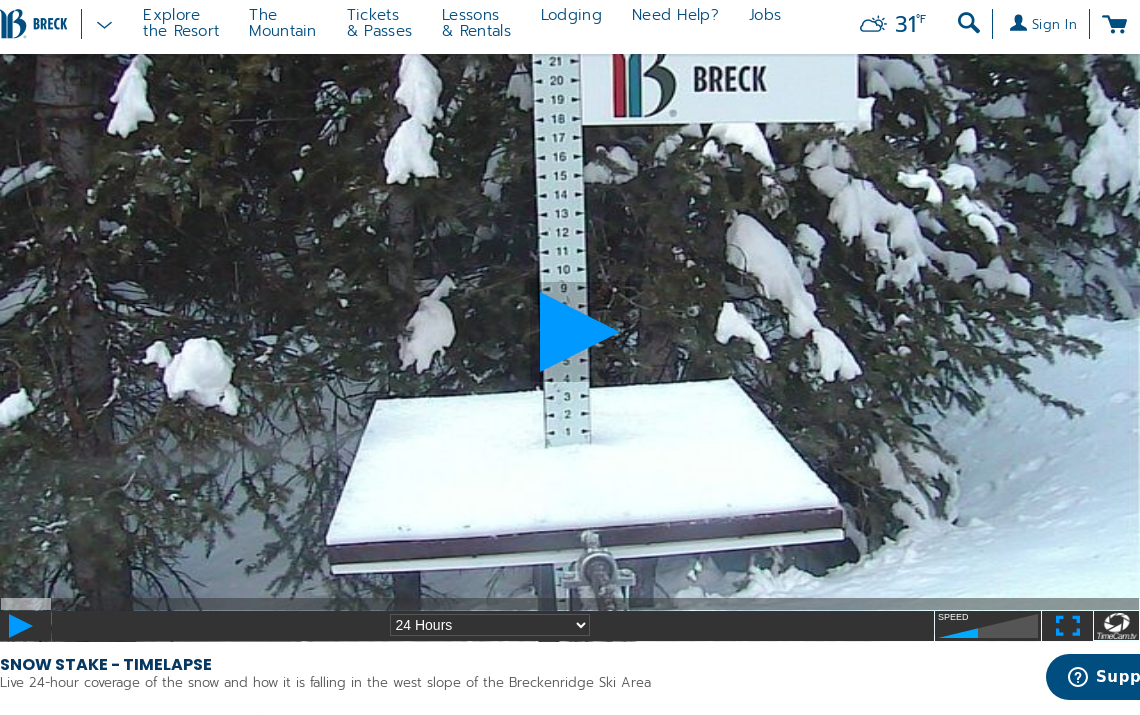 BRECK
Explore
the Resort
The
Mountain
Tickets
& Passes
Lessons
& Rentals
Lodging
Need Help?
Jobs
31°F
Sign In
BRECK
21
20
19
18
17
16
15
14
13
12
11
10
9
5
4
3
2
1
24 Hours
SPEED
TimeCam.tv
SNOW STAKE - TIMELAPSE
Live 24-hour coverage of the snow and how it is falling in the west slope of the Breckenridge Ski Area
Supp